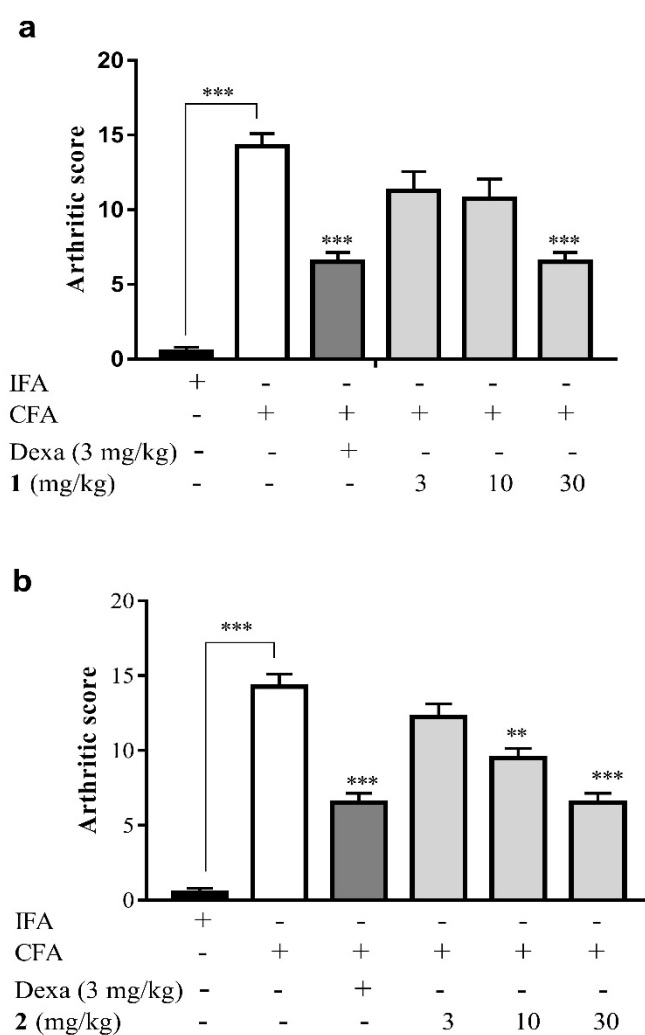 a
20
15
10
5
0
Arthritic score
***
***
***
IFA + - - - - -
CFA - + + + + +
Dexa (3 mg/kg) - - + - - -
1 (mg/kg) - - - 3 10 30
b
20
15
10
5
0
Arthritic score
***
***
**
***
IFA + - - - - -
CFA - + + + + +
Dexa (3 mg/kg) - - + - - -
2 (mg/kg) - - - 3 10 30